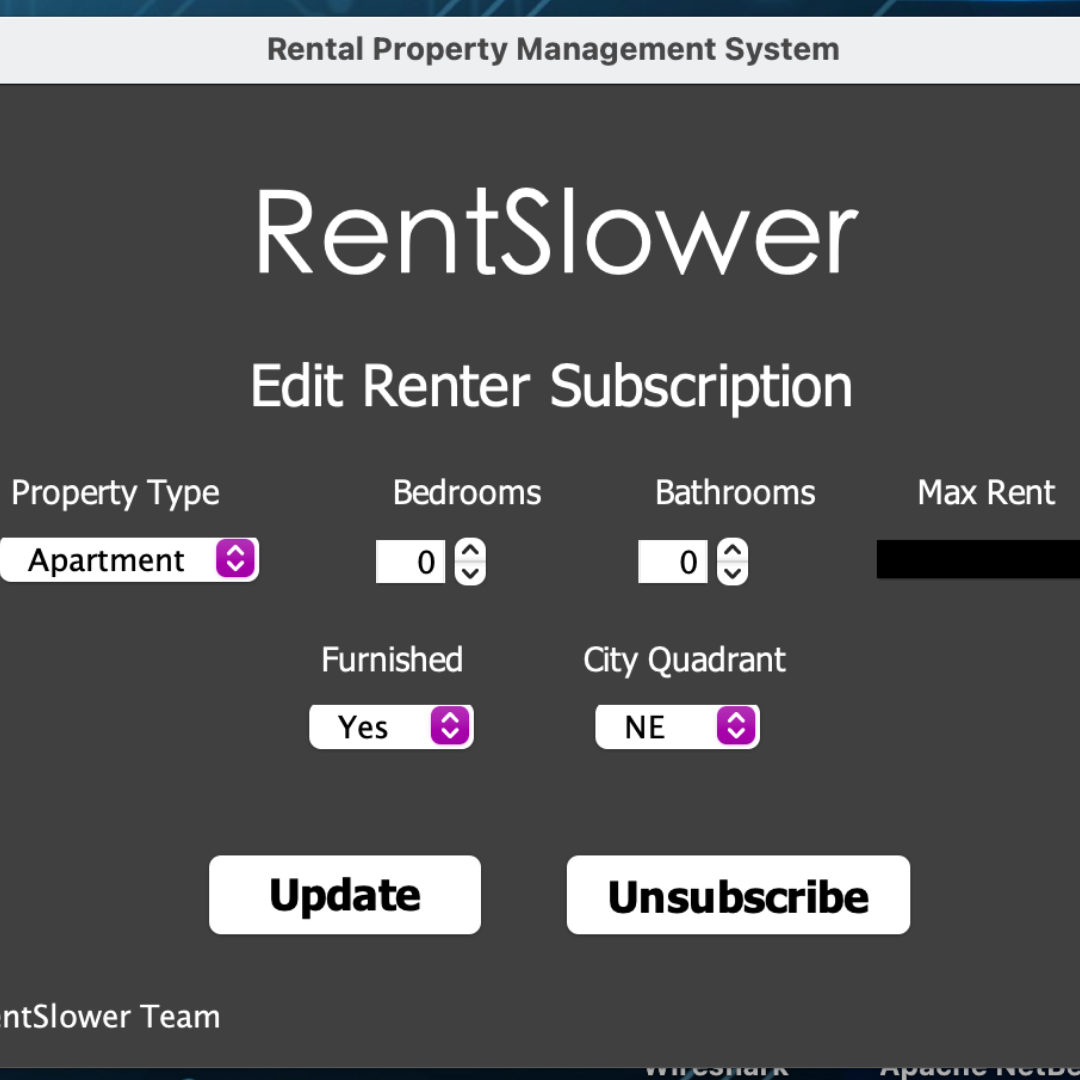 Rental Property Management System
RentSlower
Edit Renter Subscription
Property Type Bedrooms Bathrooms Max Rent
Apartment 0 0
Furnished City Quadrant
Yes NE
Update Unsubscribe
entSlower Team
Wireshark Apache NetBe